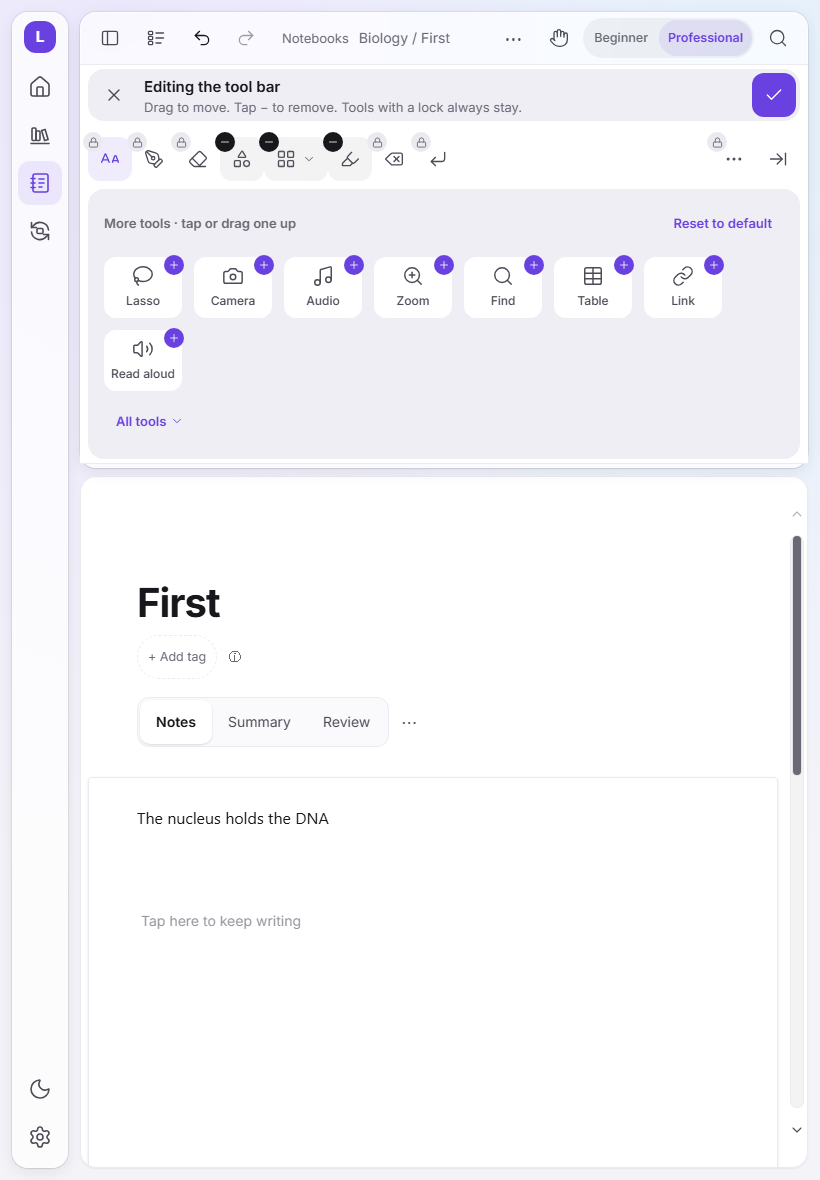 L
Notebooks Biology / First
Beginner Professional
Editing the tool bar
Drag to move. Tap − to remove. Tools with a lock always stay.
AA
More tools · tap or drag one up
Reset to default
Lasso Camera Audio Zoom Find Table Link
Read aloud
All tools
First
+ Add tag
Notes Summary Review
The nucleus holds the DNA
Tap here to keep writing